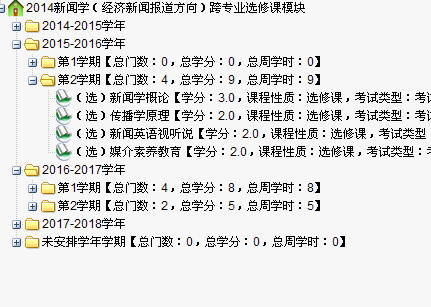 2014新闻学（经济新闻报道方向）跨专业选修课模块
2014-2015学年
2015-2016学年
第1学期【总门数：0，总学分：0，总周学时：0】
第2学期【总门数：4，总学分：9，总周学时：9】
（选）新闻学概论【学分：3.0，课程性质：选修课，考试类型：考
（选）传播学原理【学分：2.0，课程性质：选修课，考试类型：考
（选）新闻英语视听说【学分：2.0，课程性质：选修课，考试类型
（选）媒介素养教育【学分：2.0，课程性质：选修课，考试类型：
2016-2017学年
第1学期【总门数：4，总学分：8，总周学时：8】
第2学期【总门数：2，总学分：5，总周学时：5】
2017-2018学年
未安排学年学期【总门数：0，总学分：0，总周学时：0】